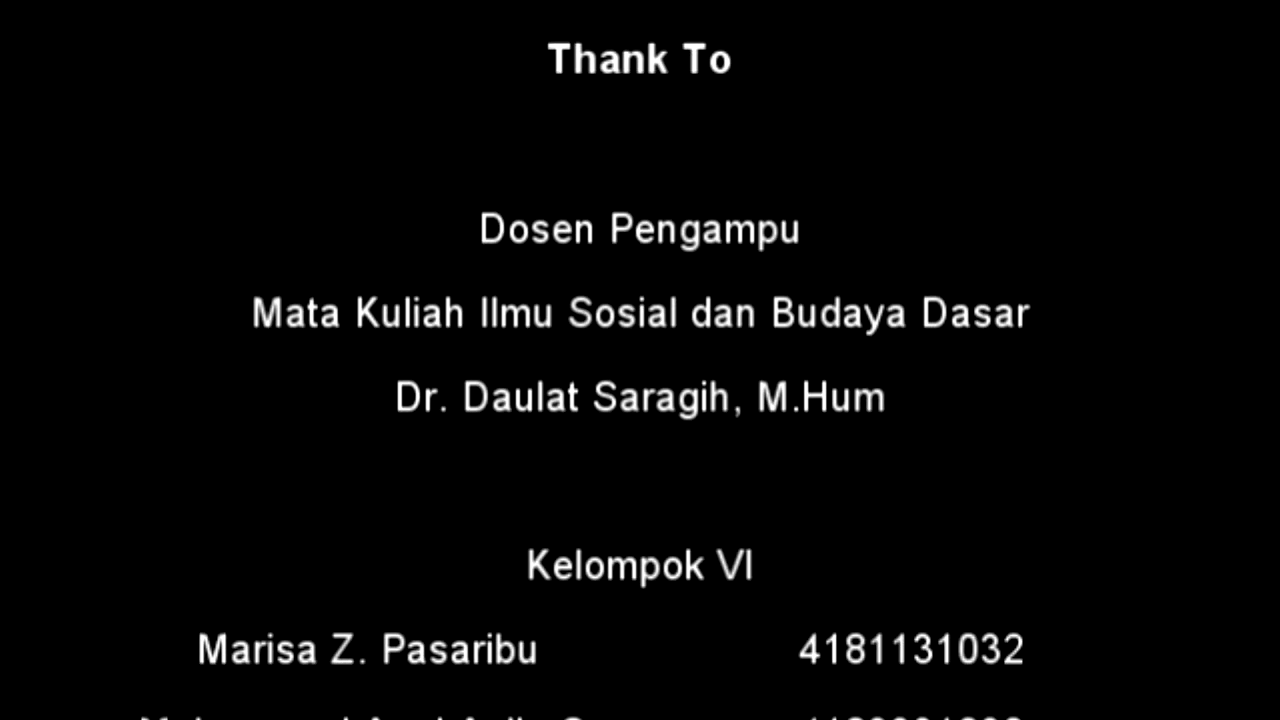 Thank To
Dosen Pengampu
Mata Kuliah Ilmu Sosial dan Budaya Dasar
Dr. Daulat Saragih, M.Hum
Kelompok VI
Marisa Z. Pasaribu 4181131032